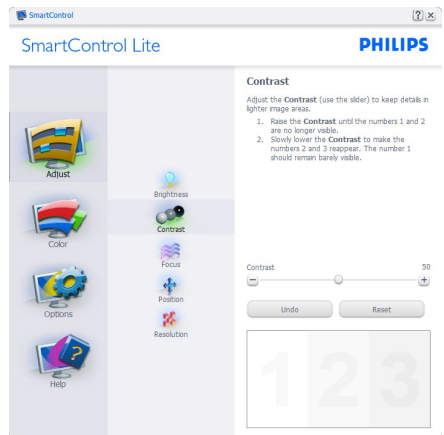 SmartControl
SmartControl Lite
PHILIPS
Adjust
Color
Options
Help
Brightness
Contrast
Focus
Position
Resolution
Contrast
Adjust the Contrast (use the slider) to keep details in
lighter image areas.
1. Raise the Contrast until the numbers 1 and 2
are no longer visible.
2. Slowly lower the Contrast to make the
numbers 2 and 3 reappear. The number 1
should remain barely visible.
Contrast 50
Undo Reset
1 2 3